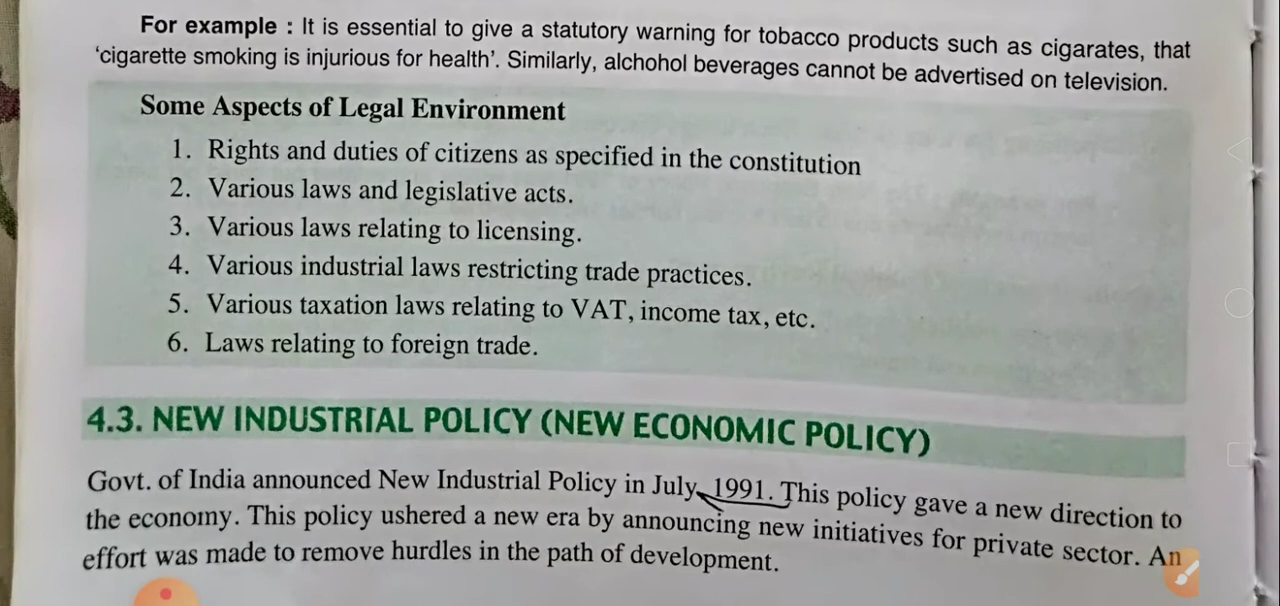 For example : It is essential to give a statutory warning for tobacco products such as cigarates, that
‘cigarette smoking is injurious for health’. Similarly, alchohol beverages cannot be advertised on television.
Some Aspects of Legal Environment
1. Rights and duties of citizens as specified in the constitution
2. Various laws and legislative acts.
3. Various laws relating to licensing.
4. Various industrial laws restricting trade practices.
5. Various taxation laws relating to VAT, income tax, etc.
6. Laws relating to foreign trade.
4.3. NEW INDUSTRIAL POLICY (NEW ECONOMIC POLICY)
Govt. of India announced New Industrial Policy in July, 1991. This policy gave a new direction to
the economy. This policy ushered a new era by announcing new initiatives for private sector. An
effort was made to remove hurdles in the path of development.